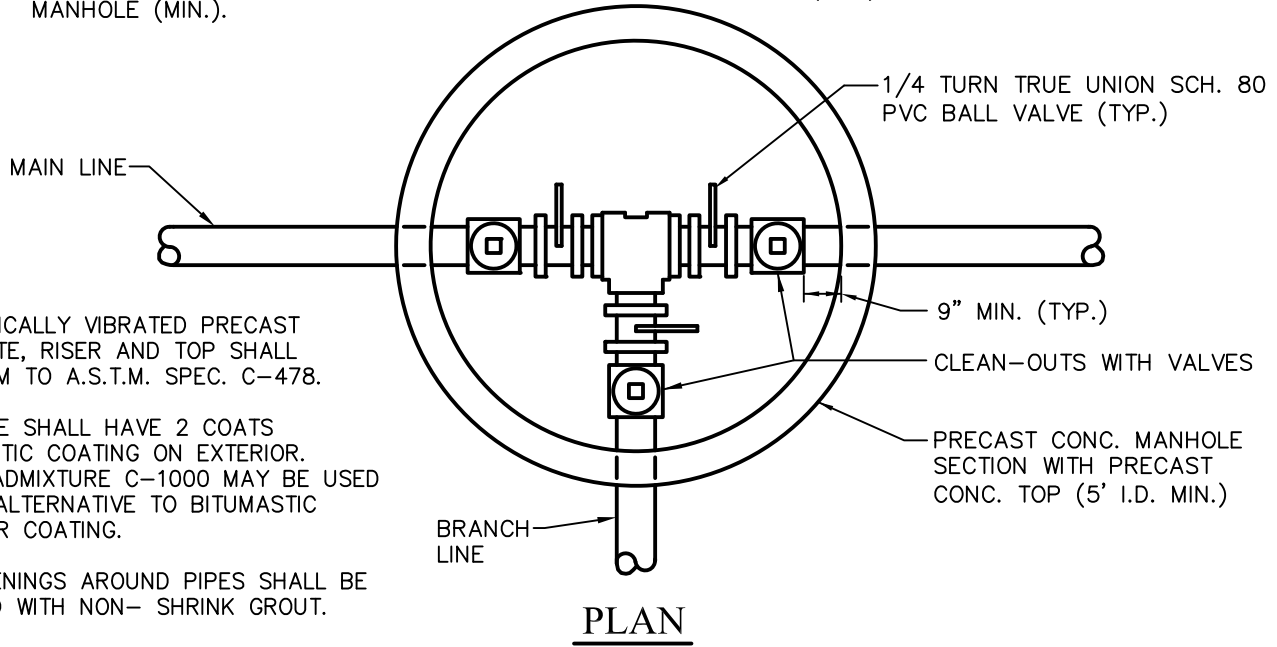 MANHOLE (MIN.).
1/4 TURN TRUE UNION SCH. 80
PVC BALL VALVE (TYP.)
MAIN LINE
9" MIN. (TYP.)
CLEAN-OUTS WITH VALVES
PRECAST CONC. MANHOLE
SECTION WITH PRECAST
CONC. TOP (5' I.D. MIN.)
ICALLY VIBRATED PRECAST
TE, RISER AND TOP SHALL
M TO A.S.T.M. SPEC. C-478.
E SHALL HAVE 2 COATS
TIC COATING ON EXTERIOR.
ADMIXTURE C-1000 MAY BE USED
ALTERNATIVE TO BITUMASTIC
R COATING.
ENINGS AROUND PIPES SHALL BE
D WITH NON- SHRINK GROUT.
BRANCH
LINE
PLAN